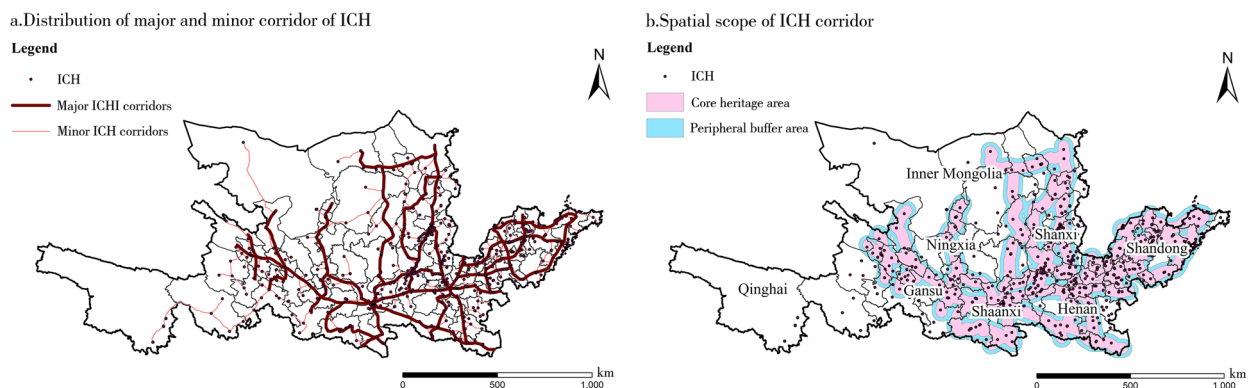 a.Distribution of major and minor corridor of ICH
Legend
ICH
Major ICHI corridors
Minor ICH corridors
N
km
0 500 1.000
b.Spatial scope of ICH corridor
Legend
ICH
Core heritage area
Peripheral buffer area
N
Inner Mongolia
Shanxi
Ningxia
Shandong
Qinghai
Gansu
Shaanxi
Henan
km
0 500 1.000